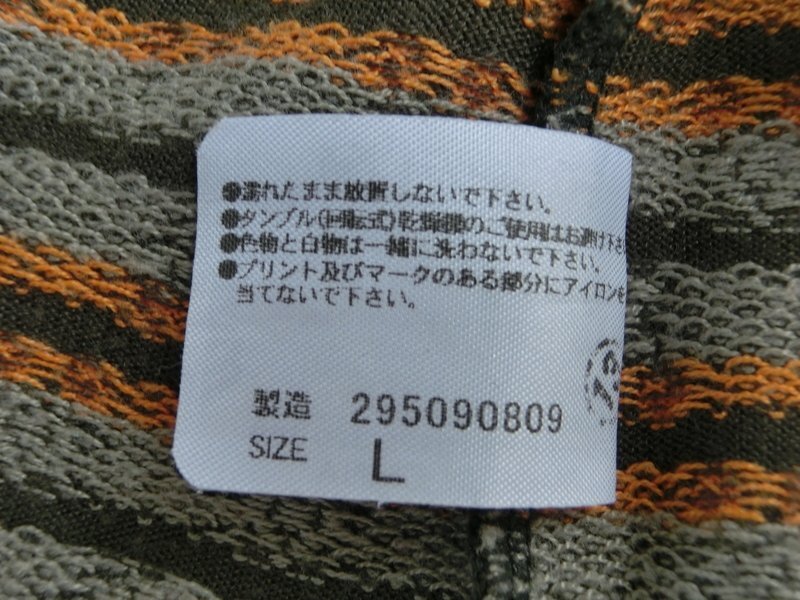 ●濡れたまま放置しないで下さい。
●タンブル(回転式)乾燥機のご使用はお避け下さ
●色物と白物は一緒に洗わないで下さい。
●プリント及びマークのある部分にアイロンを
当てないで下さい。
製造 295090809
SIZE L